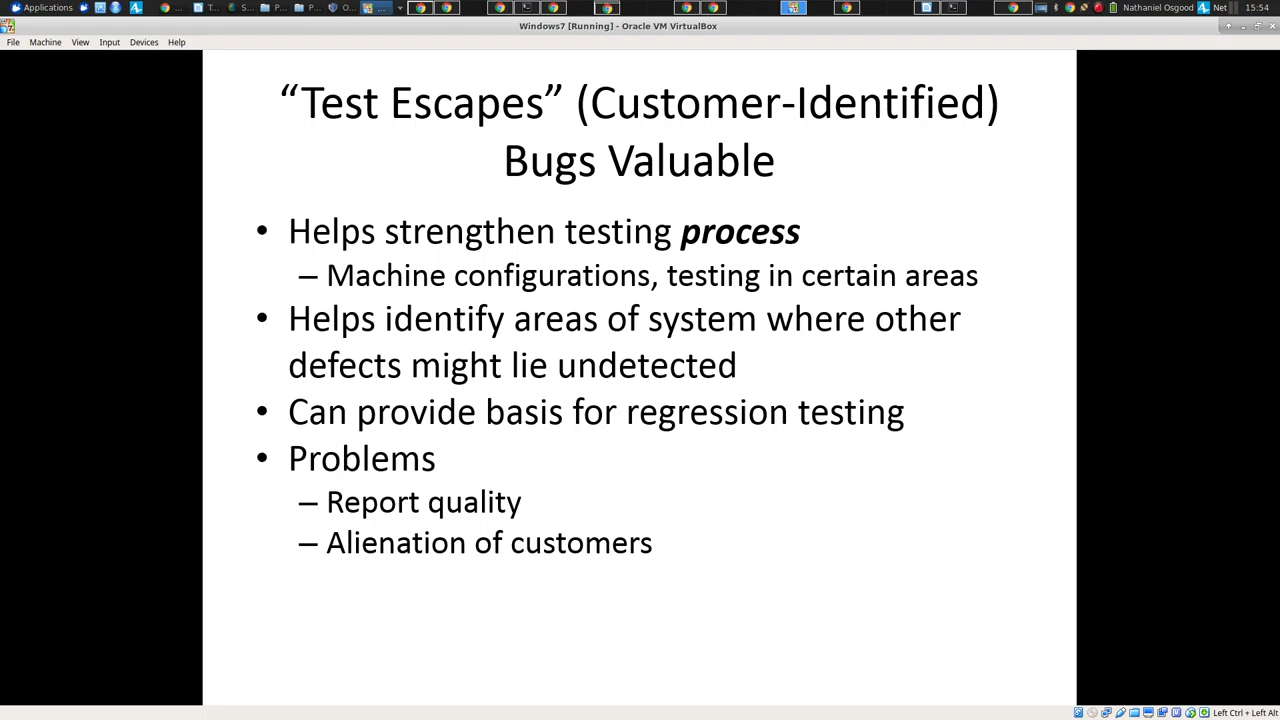 Applications
Nathaniel Osgood
Net
15:54
Windows7 [Running] - Oracle VM VirtualBox
File Machine View Input Devices Help
“Test Escapes” (Customer-Identified)
Bugs Valuable
• Helps strengthen testing process
– Machine configurations, testing in certain areas
• Helps identify areas of system where other
defects might lie undetected
• Can provide basis for regression testing
• Problems
– Report quality
– Alienation of customers
Left Ctrl + Left Alt